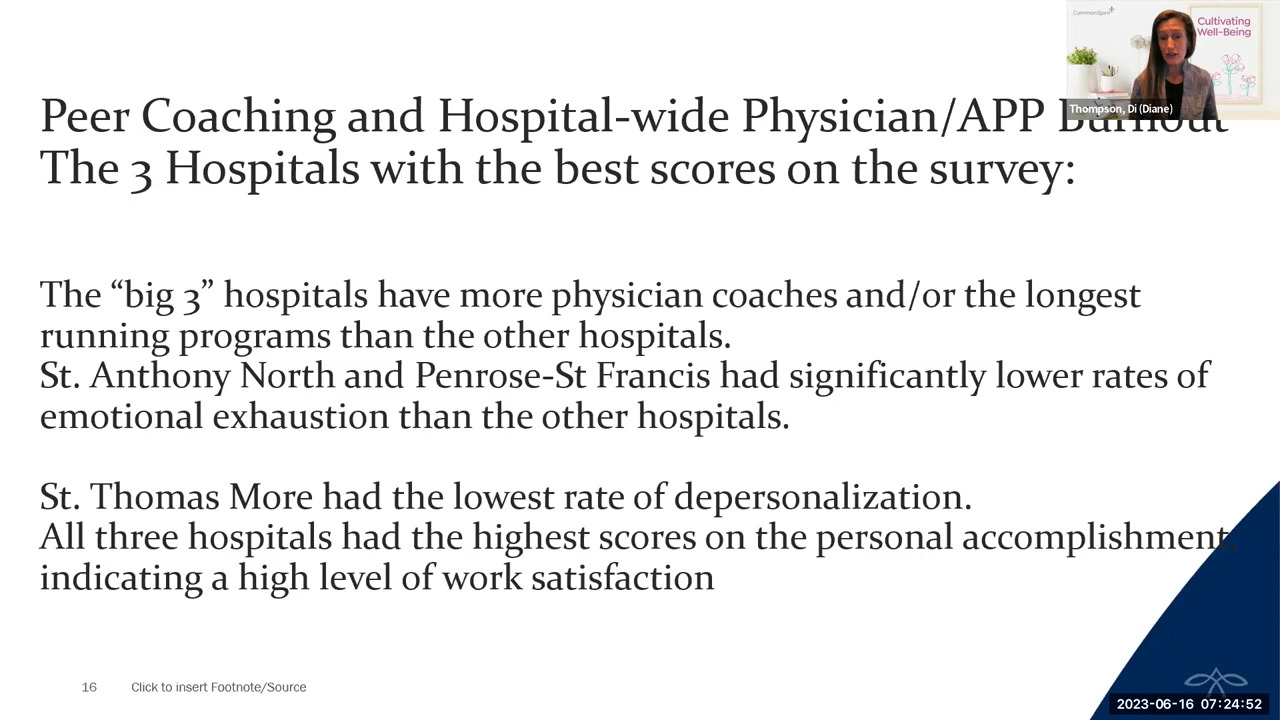 CommonSpirit
Cultivating
Well-Being
Thompson, Di (Diane)
Peer Coaching and Hospital-wide Physician/APP Burnout
The 3 Hospitals with the best scores on the survey:
The “big 3” hospitals have more physician coaches and/or the longest
running programs than the other hospitals.
St. Anthony North and Penrose-St Francis had significantly lower rates of
emotional exhaustion than the other hospitals.
St. Thomas More had the lowest rate of depersonalization.
All three hospitals had the highest scores on the personal accomplishment,
indicating a high level of work satisfaction
16 Click to insert Footnote/Source
2023-06-16 07:24:52